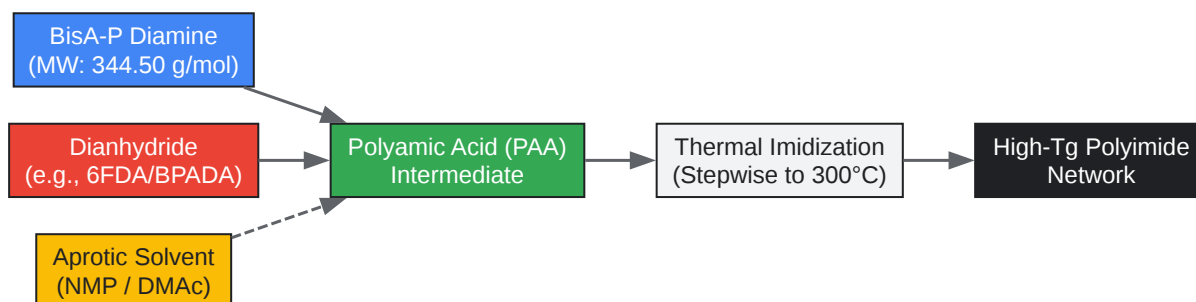 BisA-P Diamine
(MW: 344.50 g/mol)
Dianhydride
(e.g., 6FDA/BPADA)
Aprotic Solvent
(NMP / DMAc)
Polyamic Acid (PAA)
Intermediate
Thermal Imidization
(Stepwise to 300°C)
High-Tg Polyimide
Network